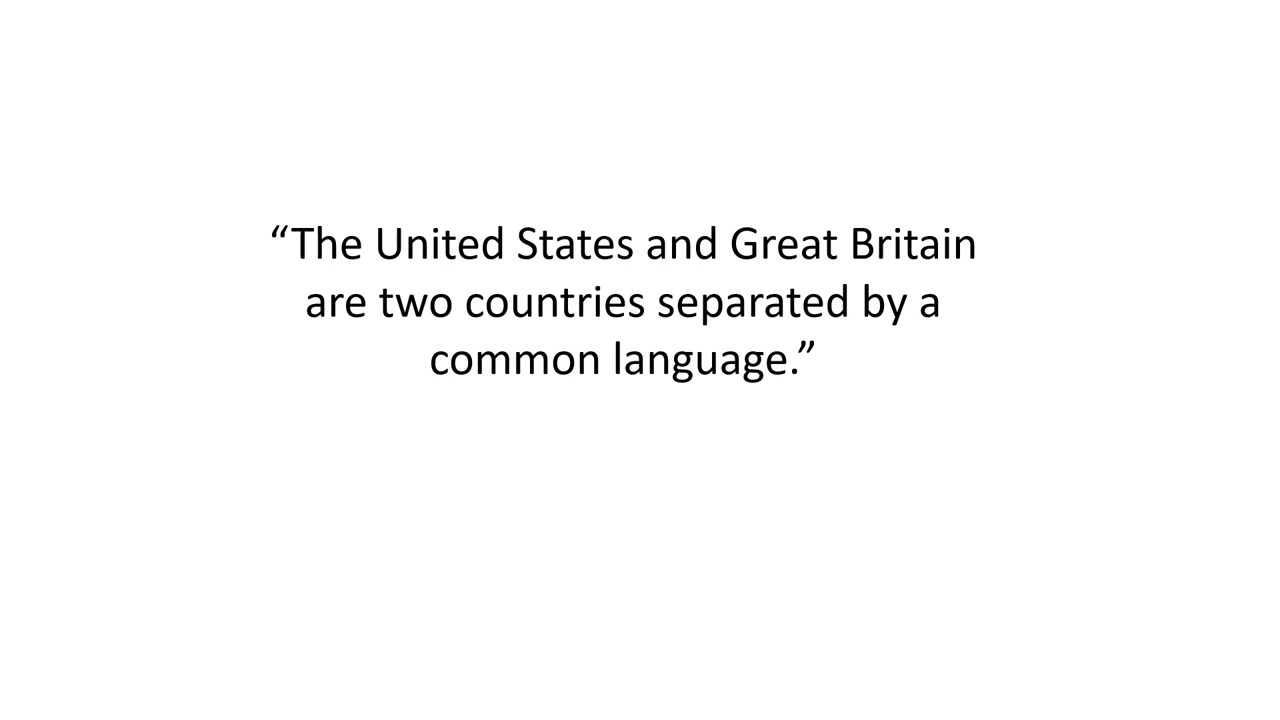 “The United States and Great Britain
are two countries separated by a
common language.”